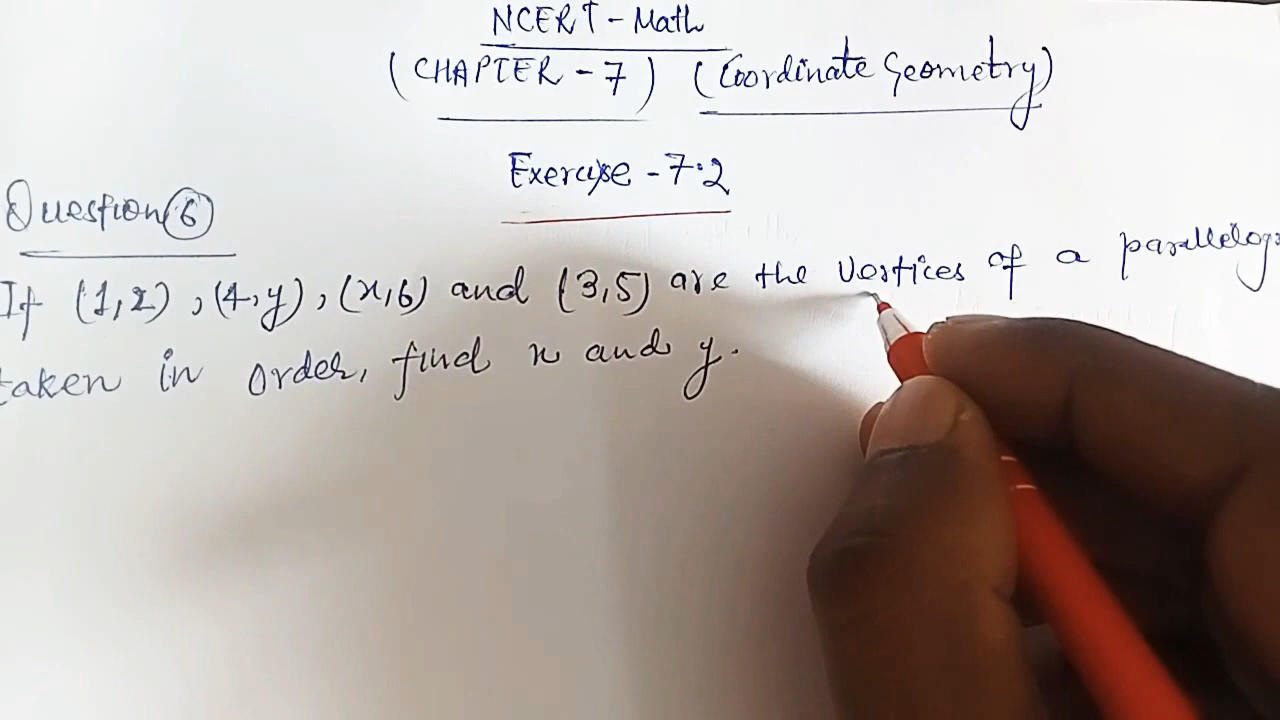 NCERT - Math
(CHAPTER - 7) (Coordinate Geometry)
Exercise - 7.2
Question 6
If (1,2), (4,y), (x,6) and (3,5) are the vertices of a parallelog
taken in order, find x and y.